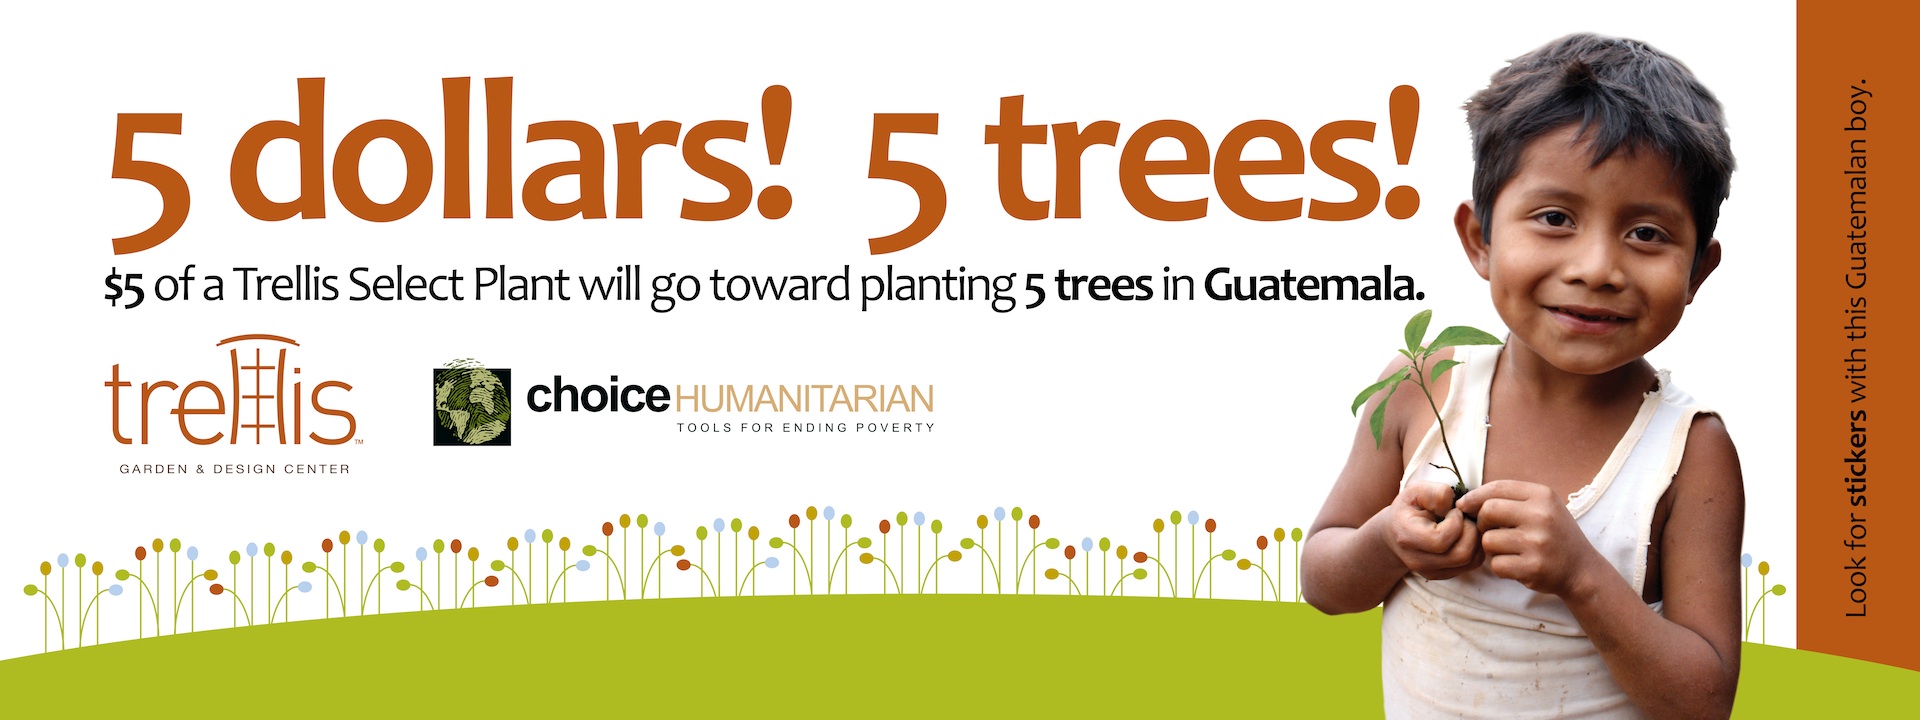 5 dollars! 5 trees!
$5 of a Trellis Select Plant will go toward planting 5 trees in Guatemala.
trellis™
GARDEN & DESIGN CENTER
choice HUMANITARIAN
TOOLS FOR ENDING POVERTY
Look for stickers with this Guatemalan boy.